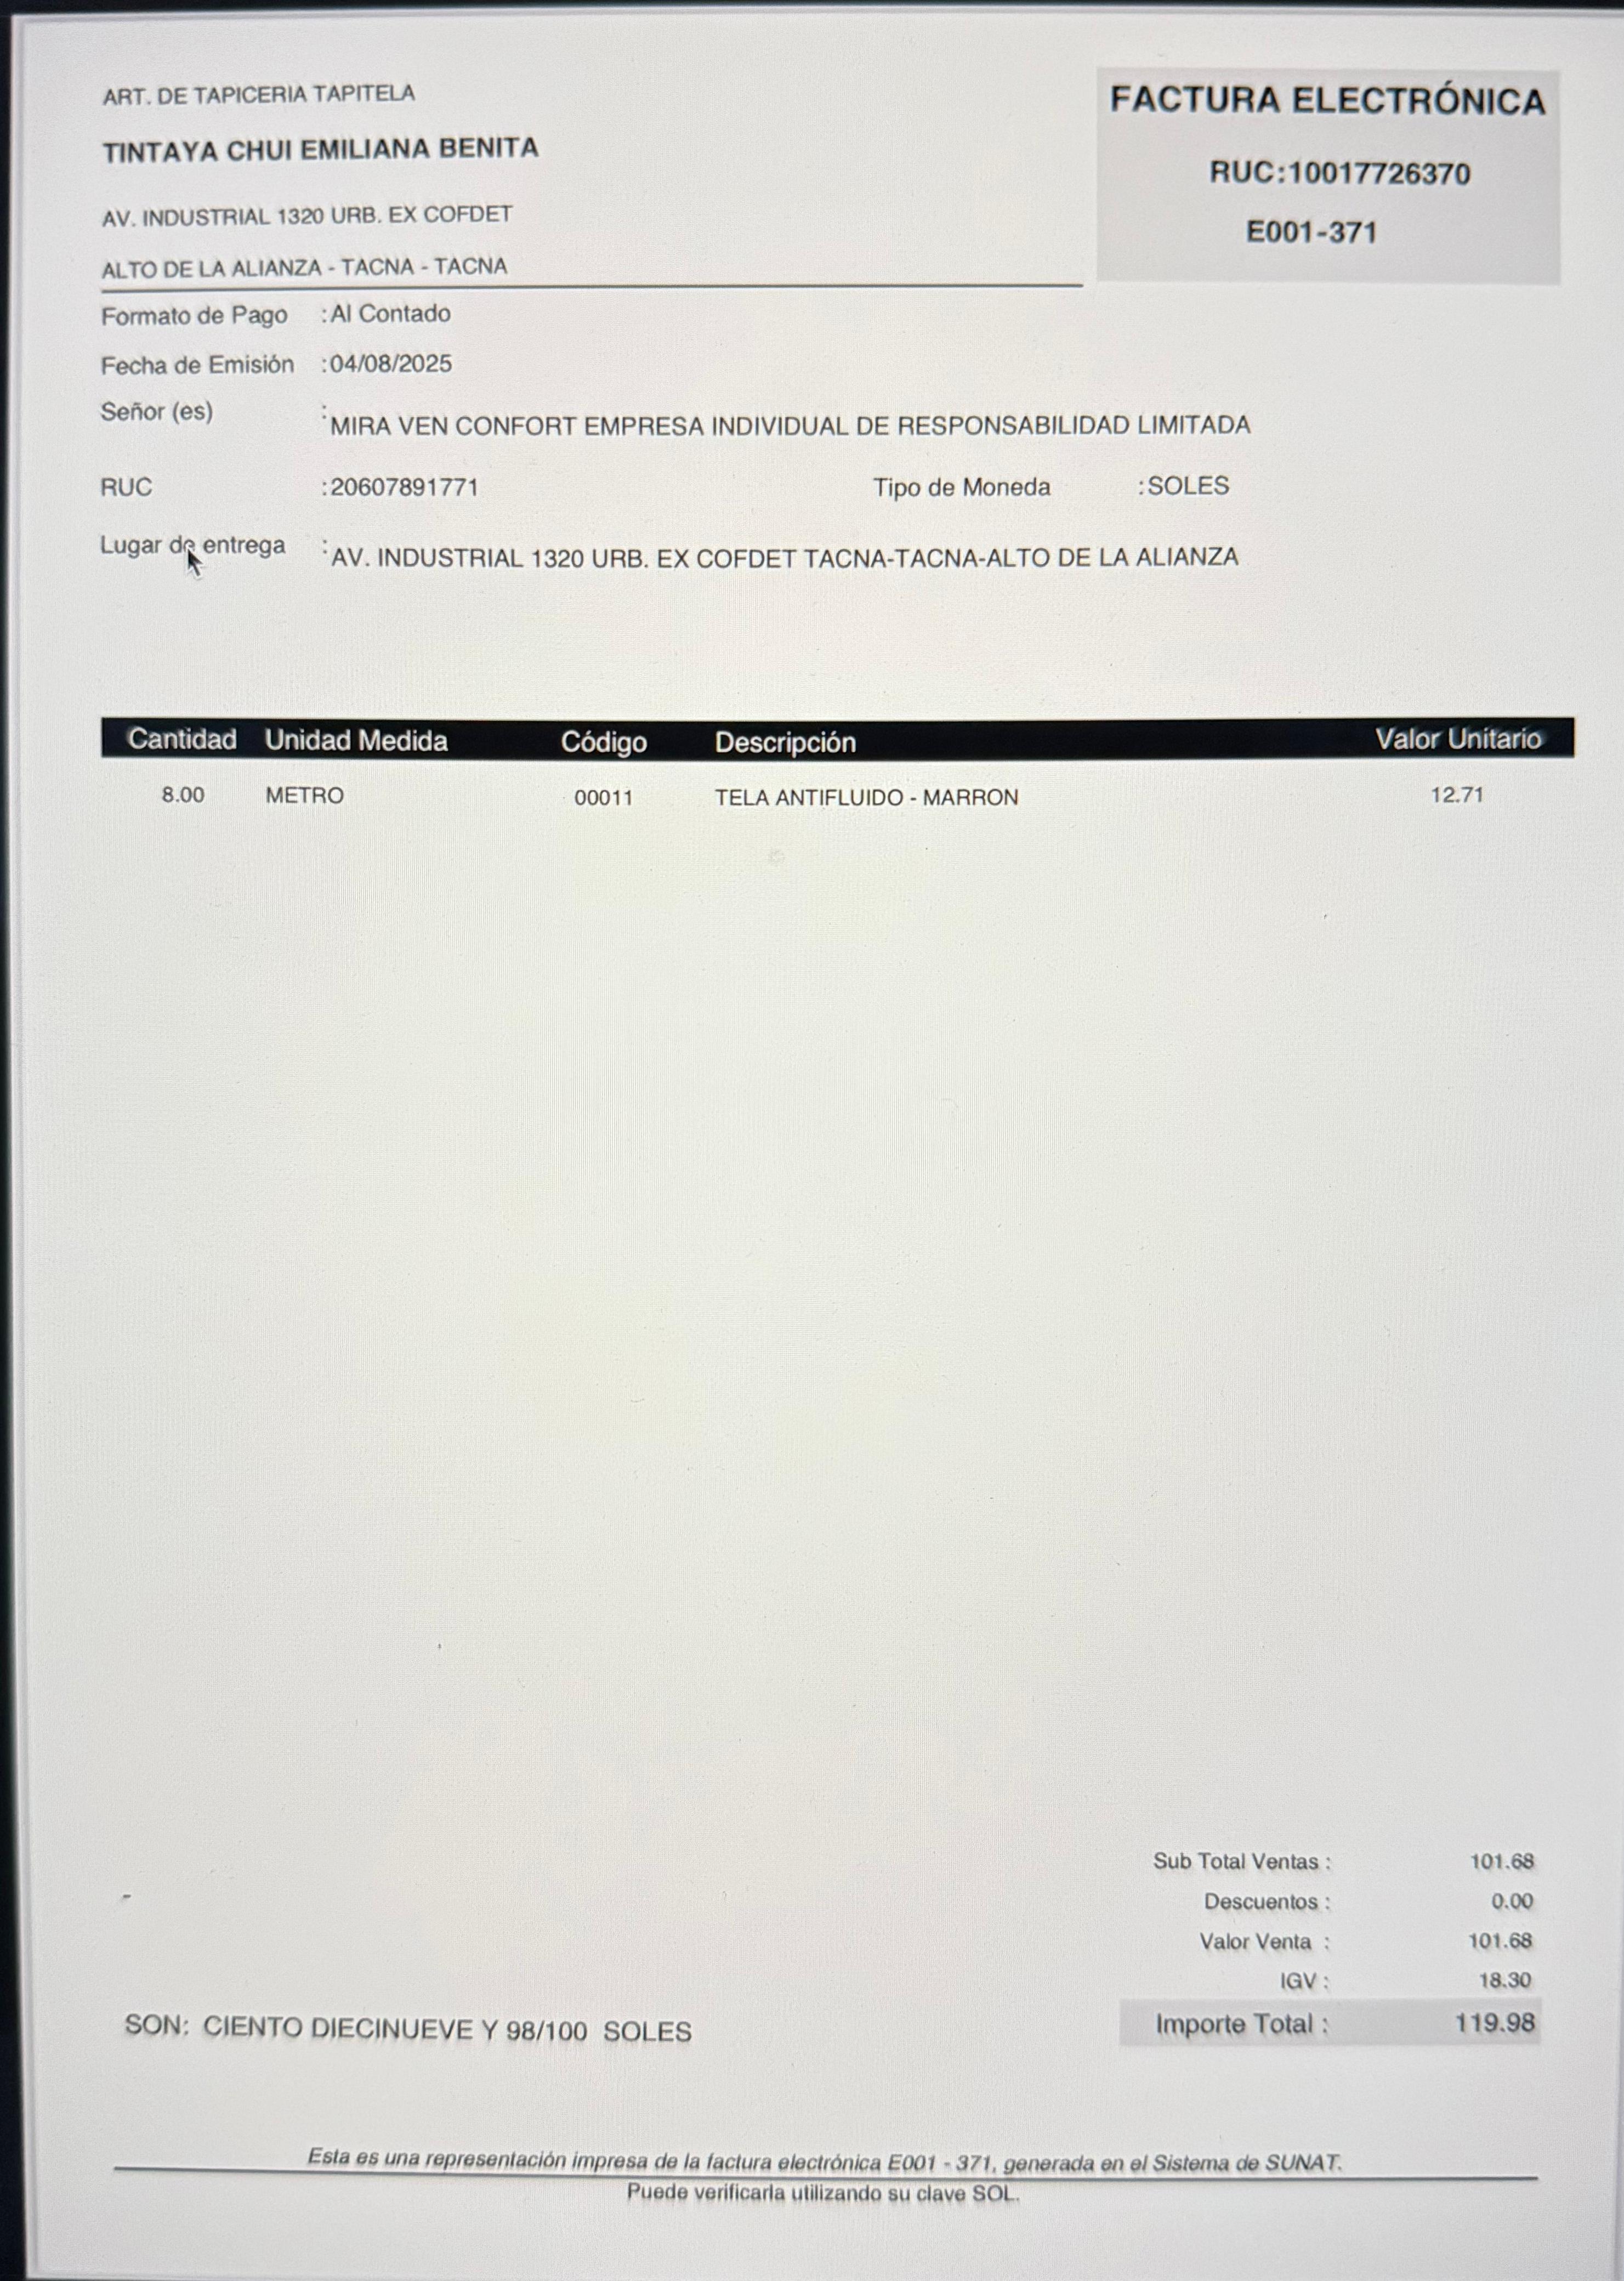 ART. DE TAPICERIA TAPITELA
TINTAYA CHUI EMILIANA BENITA
AV. INDUSTRIAL 1320 URB. EX COFDET
ALTO DE LA ALIANZA - TACNA - TACNA
FACTURA ELECTRÓNICA
RUC:10017726370
E001-371
Formato de Pago :Al Contado
Fecha de Emisión :04/08/2025
Señor (es) : MIRA VEN CONFORT EMPRESA INDIVIDUAL DE RESPONSABILIDAD LIMITADA
RUC :20607891771 Tipo de Moneda :SOLES
Lugar de entrega : AV. INDUSTRIAL 1320 URB. EX COFDET TACNA-TACNA-ALTO DE LA ALIANZA
Cantidad Unidad Medida Código Descripción Valor Unitario
8.00 METRO 00011 TELA ANTIFLUIDO - MARRON 12.71
Sub Total Ventas : 101.68
Descuentos : 0.00
Valor Venta : 101.68
IGV : 18.30
SON: CIENTO DIECINUEVE Y 98/100 SOLES Importe Total : 119.98
Esta es una representación impresa de la factura electrónica E001 - 371, generada en el Sistema de SUNAT.
Puede verificarla utilizando su clave SOL.